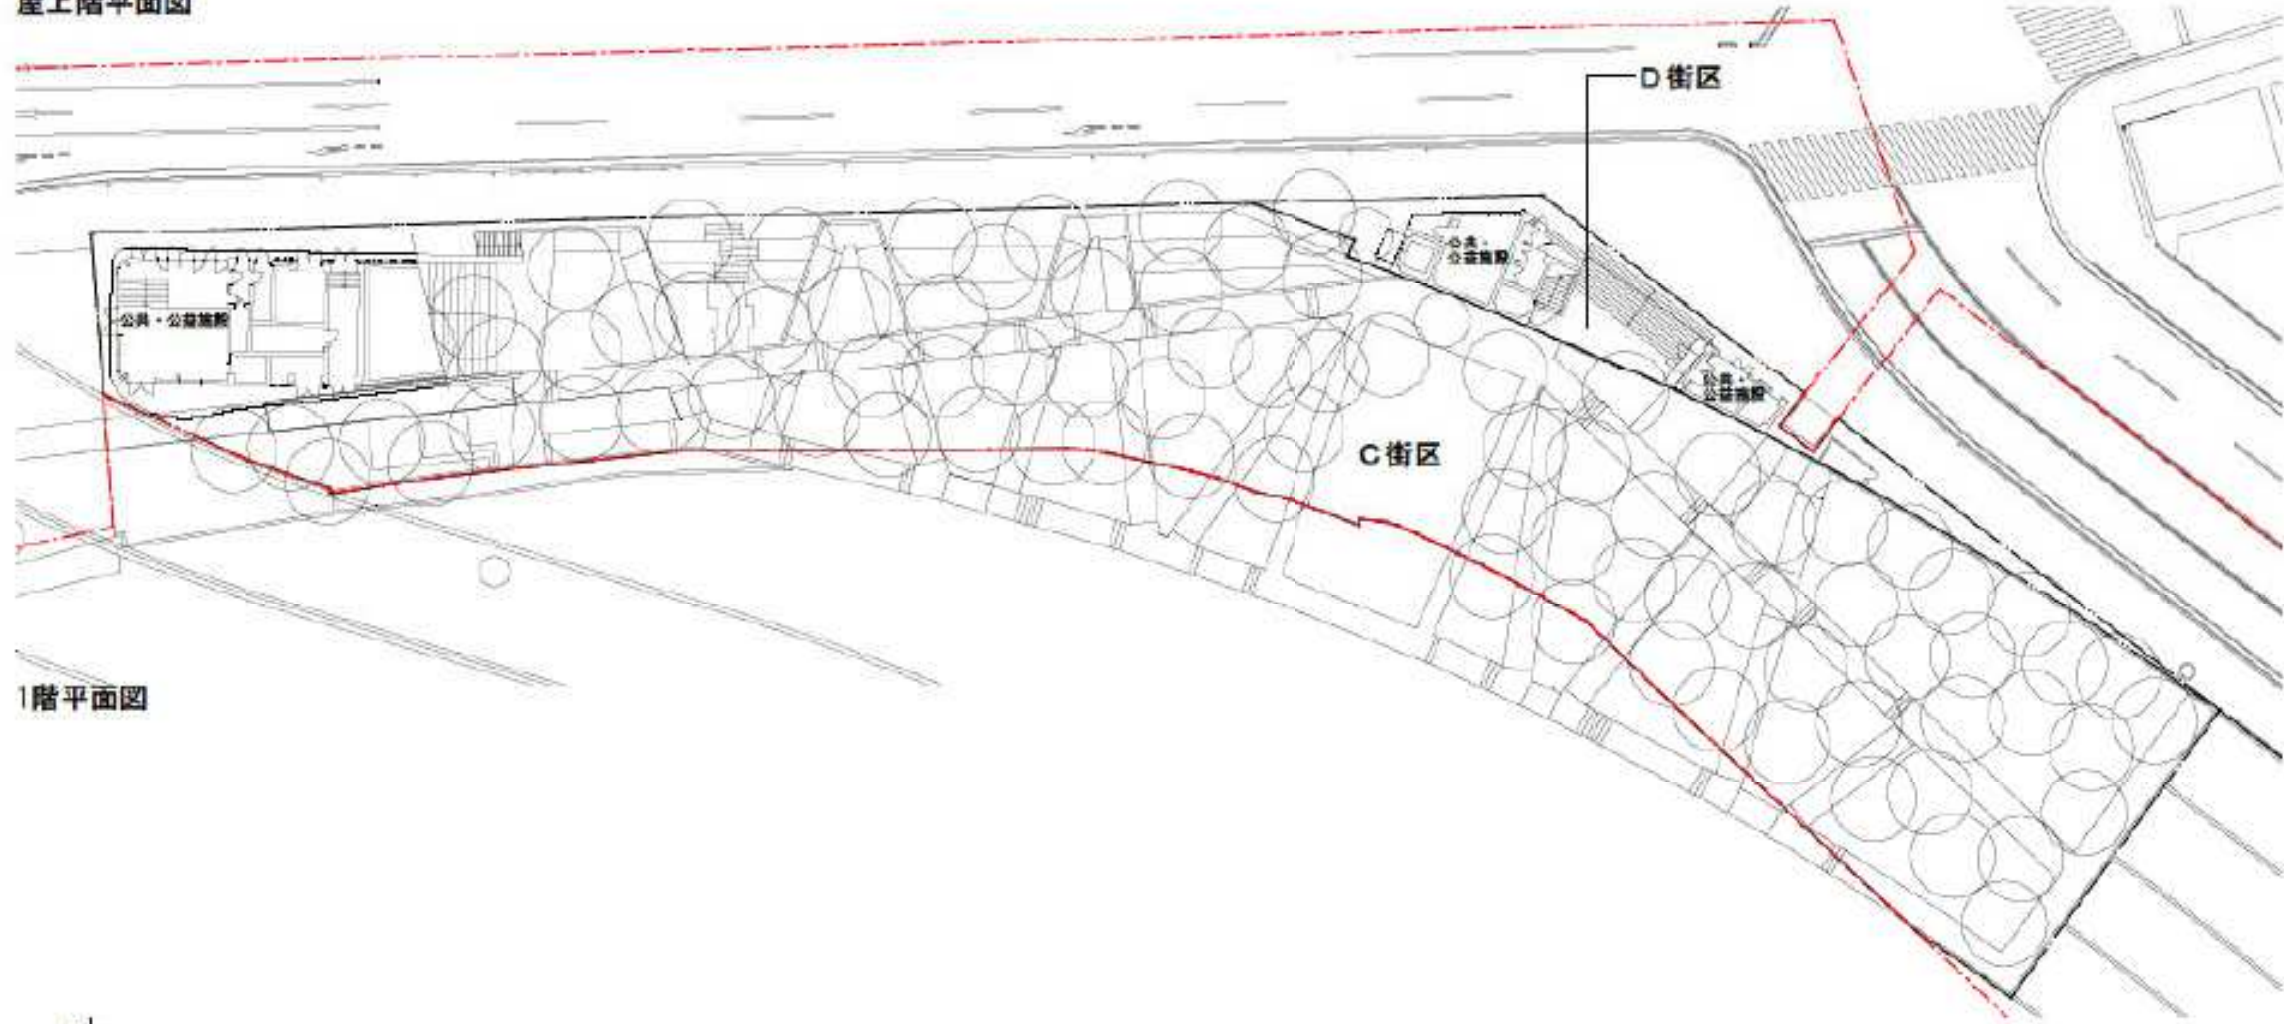 屋上階平面図
D街区
公共・
公益施設
公共・公益施設
公共・
公益施設
C街区
1階平面図